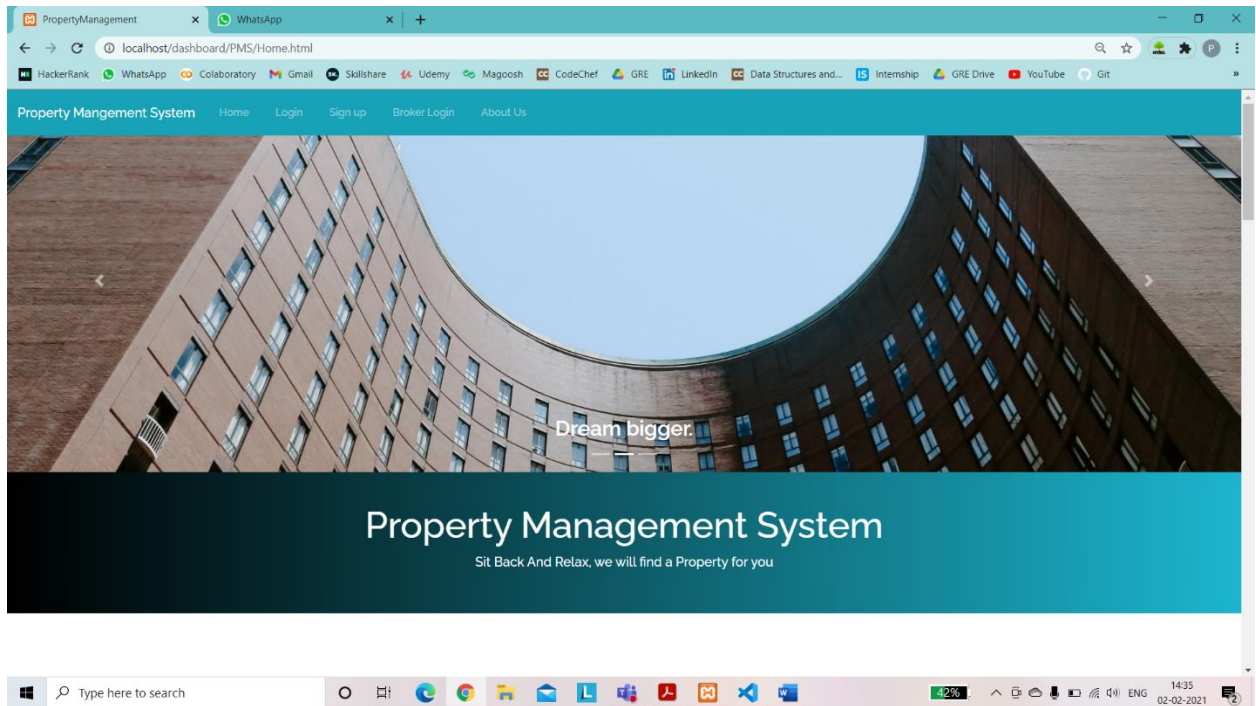 PropertyManagement
WhatsApp
localhost/dashboard/PMS/Home.html
P
HackerRank WhatsApp Colaboratory Gmail Skillshare Udemy Magoosh CodeChef GRE LinkedIn Data Structures and... Internship GRE Drive YouTube Git »
Property Mangement System Home Login Sign up Broker Login About Us
Dream bigger.
Property Management System
Sit Back And Relax, we will find a Property for you
Type here to search
42%
ENG
14:35
02-02-2021
2